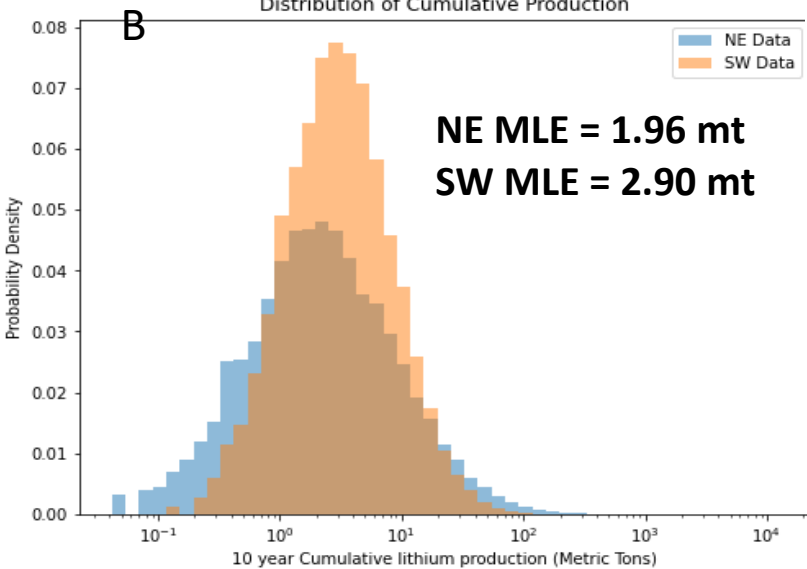 Distribution of Cumulative Production
B
NE Data
SW Data
NE MLE = 1.96 mt
SW MLE = 2.90 mt
Probability Density
0.08
0.07
0.06
0.05
0.04
0.03
0.02
0.01
0.00
10⁻¹ 10⁰ 10¹ 10² 10³ 10⁴
10 year Cumulative lithium production (Metric Tons)